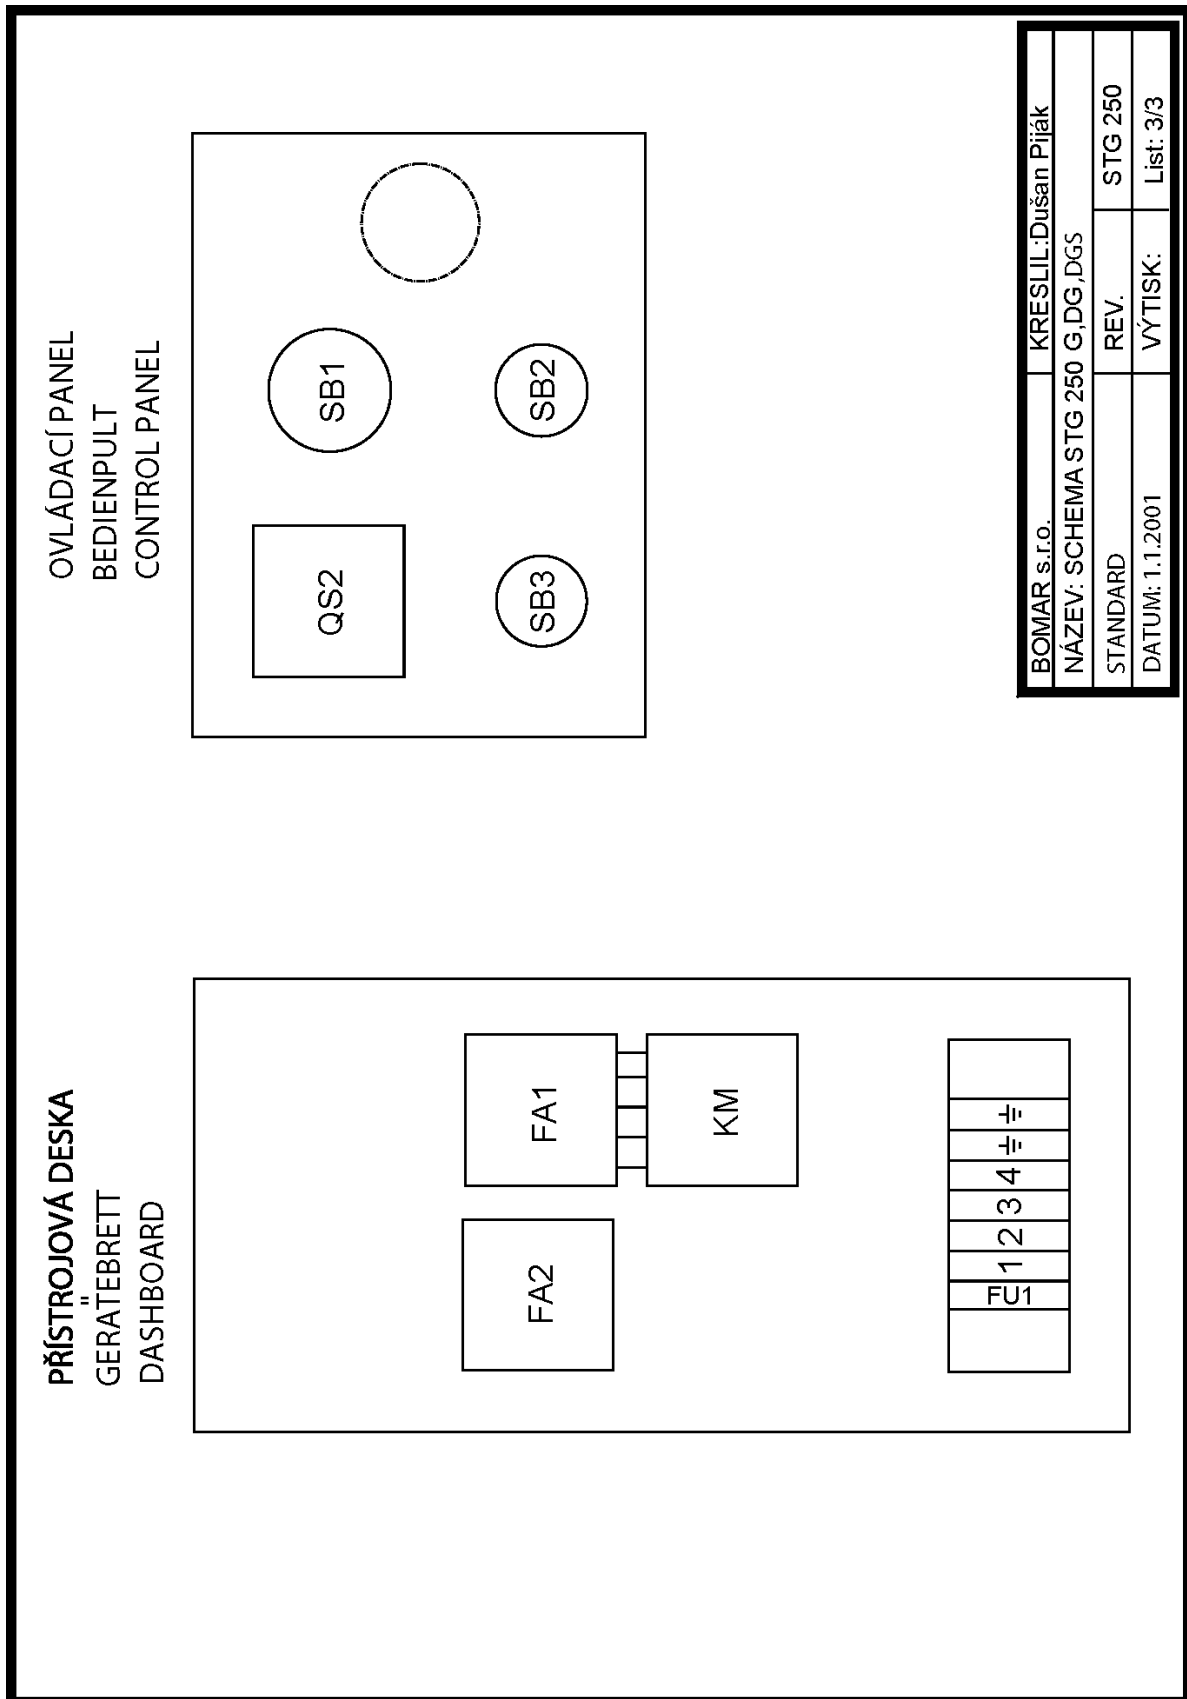 PŘÍSTROJOVÁ DESKA
GERÄTEBRETT
DASHBOARD
FA2
FA1
KM
FU1 1 2 3 4
OVLÁDACÍ PANEL
BEDIENPULT
CONTROL PANEL
QS2
SB1
SB3
SB2
BOMAR s.r.o. KRESLIL:Dušan Piják
NÁZEV: SCHEMA STG 250 G,DG,DGS
STANDARD REV. STG 250
DATUM: 1.1.2001 VÝTISK: List: 3/3